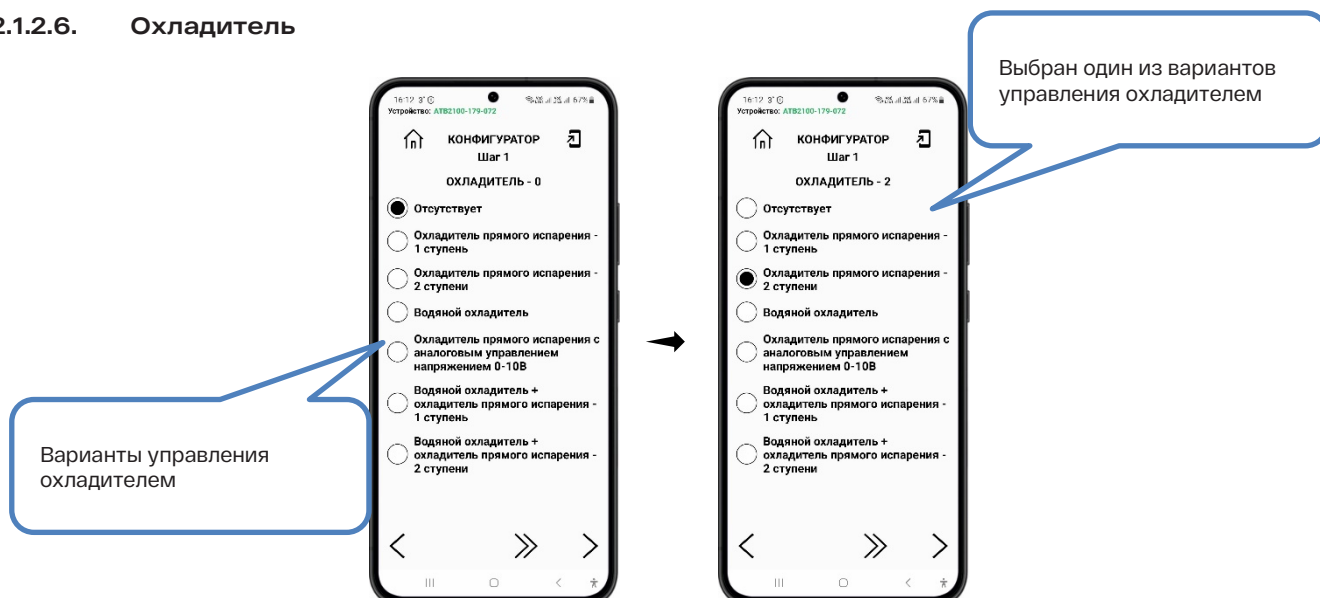 2.1.2.6. Охладитель
Выбран один из вариантов
управления охладителем
16:12 3°
67%
Устройство: ATB2100-179-072
КОНФИГУРАТОР
Шаг 1
ОХЛАДИТЕЛЬ - 0
Отсутствует
Охладитель прямого испарения -
1 ступень
Охладитель прямого испарения -
2 ступени
Водяной охладитель
Охладитель прямого испарения с
аналоговым управлением
напряжением 0-10В
Водяной охладитель +
охладитель прямого испарения -
1 ступень
Водяной охладитель +
охладитель прямого испарения -
2 ступени
16:12 3°
67%
Устройство: ATB2100-179-072
КОНФИГУРАТОР
Шаг 1
ОХЛАДИТЕЛЬ - 2
Отсутствует
Охладитель прямого испарения -
1 ступень
Охладитель прямого испарения -
2 ступени
Водяной охладитель
Охладитель прямого испарения с
аналоговым управлением
напряжением 0-10В
Водяной охладитель +
охладитель прямого испарения -
1 ступень
Водяной охладитель +
охладитель прямого испарения -
2 ступени
Варианты управления
охладителем